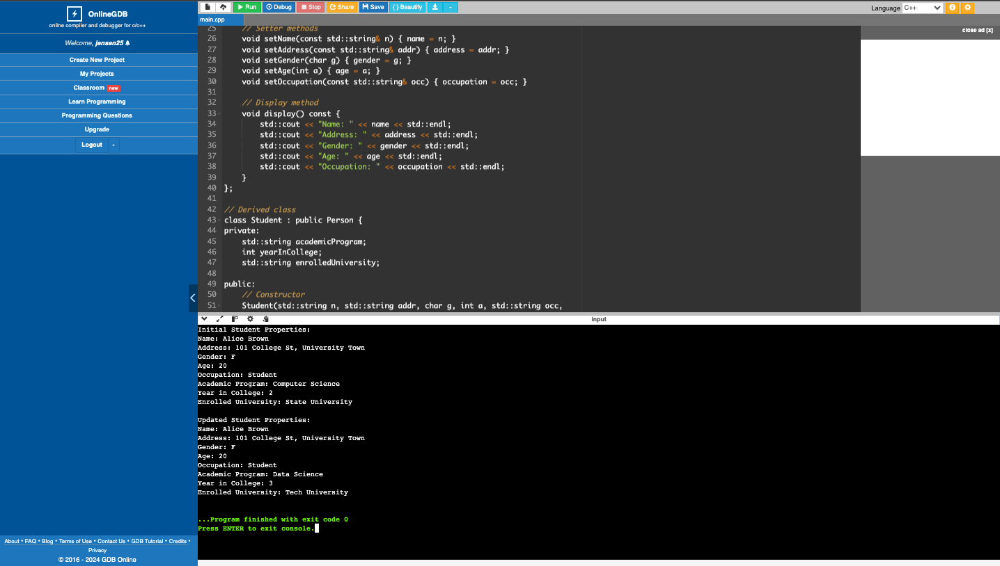 OnlineGDB
online compiler and debugger for c/c++
Welcome, jansan25
Create New Project
My Projects
Classroom new
Learn Programming
Programming Questions
Upgrade
Logout
About • FAQ • Blog • Terms of Use • Contact Us • GDB Tutorial • Credits •
Privacy
© 2016 - 2024 GDB Online
Run Debug Stop Share Save {} Beautify
Language C++
main.cpp
close ad [x]
25 // Setter methods
26 void setName(const std::string& n) { name = n; }
27 void setAddress(const std::string& addr) { address = addr; }
28 void setGender(char g) { gender = g; }
29 void setAge(int a) { age = a; }
30 void setOccupation(const std::string& occ) { occupation = occ; }
31
32 // Display method
33 void display() const {
34 std::cout << "Name: " << name << std::endl;
35 std::cout << "Address: " << address << std::endl;
36 std::cout << "Gender: " << gender << std::endl;
37 std::cout << "Age: " << age << std::endl;
38 std::cout << "Occupation: " << occupation << std::endl;
39 }
40 };
41
42 // Derived class
43 class Student : public Person {
44 private:
45 std::string academicProgram;
46 int yearInCollege;
47 std::string enrolledUniversity;
48
49 public:
50 // Constructor
51 Student(std::string n, std::string addr, char g, int a, std::string occ,
input
Initial Student Properties:
Name: Alice Brown
Address: 101 College St, University Town
Gender: F
Age: 20
Occupation: Student
Academic Program: Computer Science
Year in College: 2
Enrolled University: State University
Updated Student Properties:
Name: Alice Brown
Address: 101 College St, University Town
Gender: F
Age: 20
Occupation: Student
Academic Program: Data Science
Year in College: 3
Enrolled University: Tech University
...Program finished with exit code 0
Press ENTER to exit console.